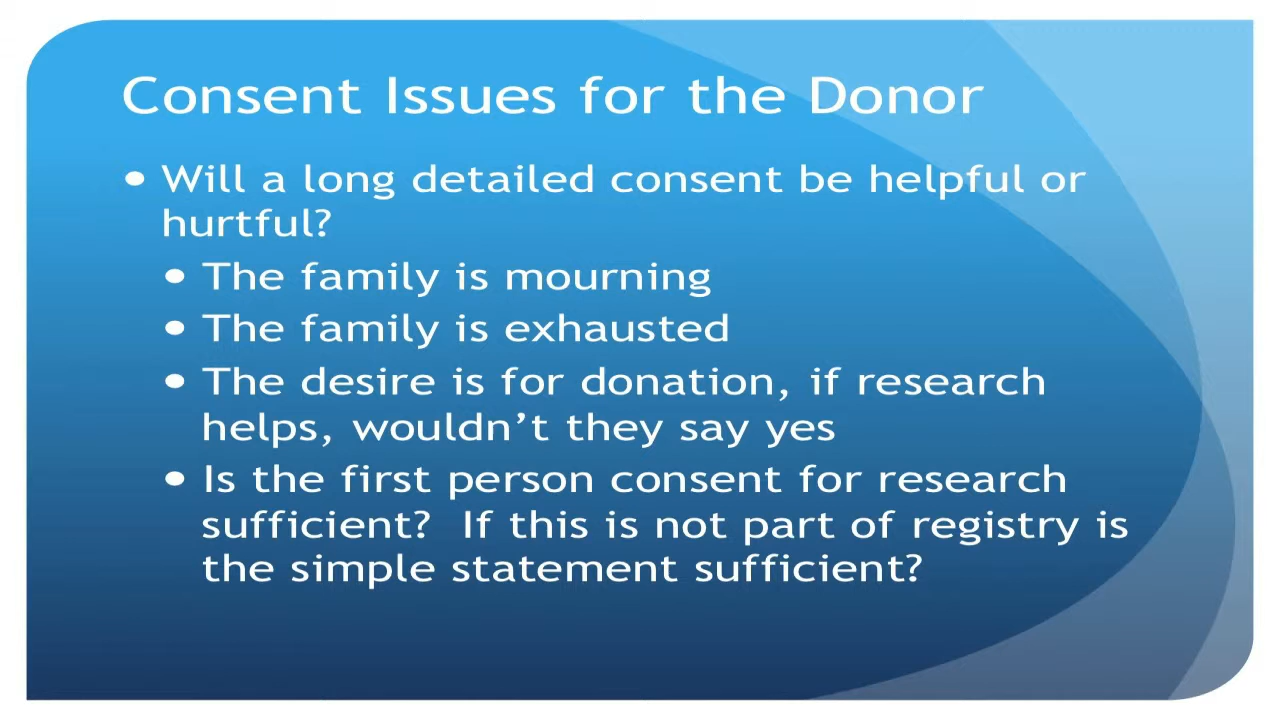 Consent Issues for the Donor
• Will a long detailed consent be helpful or
hurtful?
• The family is mourning
• The family is exhausted
• The desire is for donation, if research
helps, wouldn’t they say yes
• Is the first person consent for research
sufficient?  If this is not part of registry is
the simple statement sufficient?